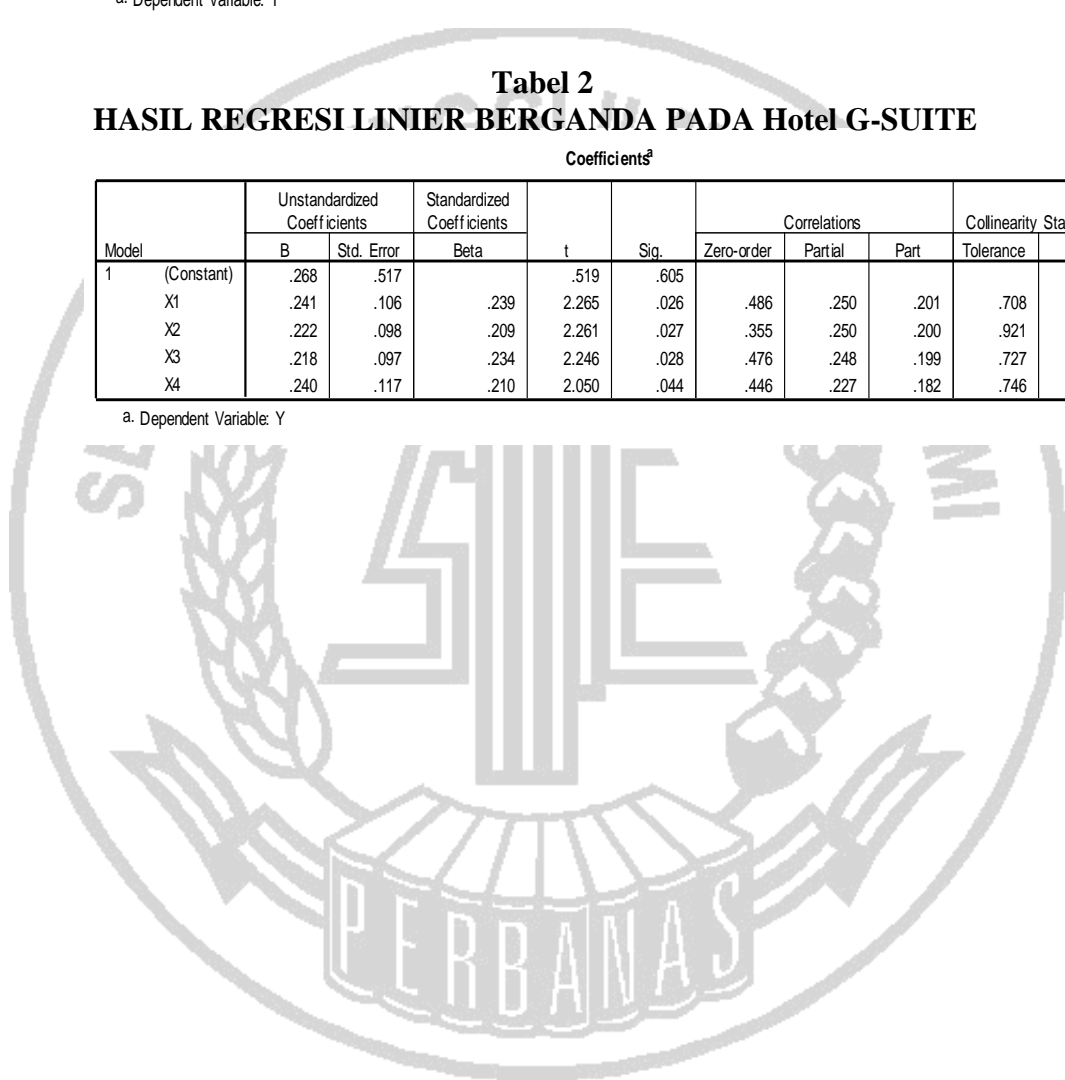 a. Dependent Variable: Y
Tabel 2
HASIL REGRESI LINIER BERGANDA PADA Hotel G-SUITE
Coefficientsª
Unstandardized Coefficients Standardized Coefficients Correlations Collinearity Sta
Model B Std. Error Beta t Sig. Zero-order Partial Part Tolerance
1 (Constant) .268 .517 .519 .605
X1 .241 .106 .239 2.265 .026 .486 .250 .201 .708
X2 .222 .098 .209 2.261 .027 .355 .250 .200 .921
X3 .218 .097 .234 2.246 .028 .476 .248 .199 .727
X4 .240 .117 .210 2.050 .044 .446 .227 .182 .746
a. Dependent Variable: Y
PERBANAS